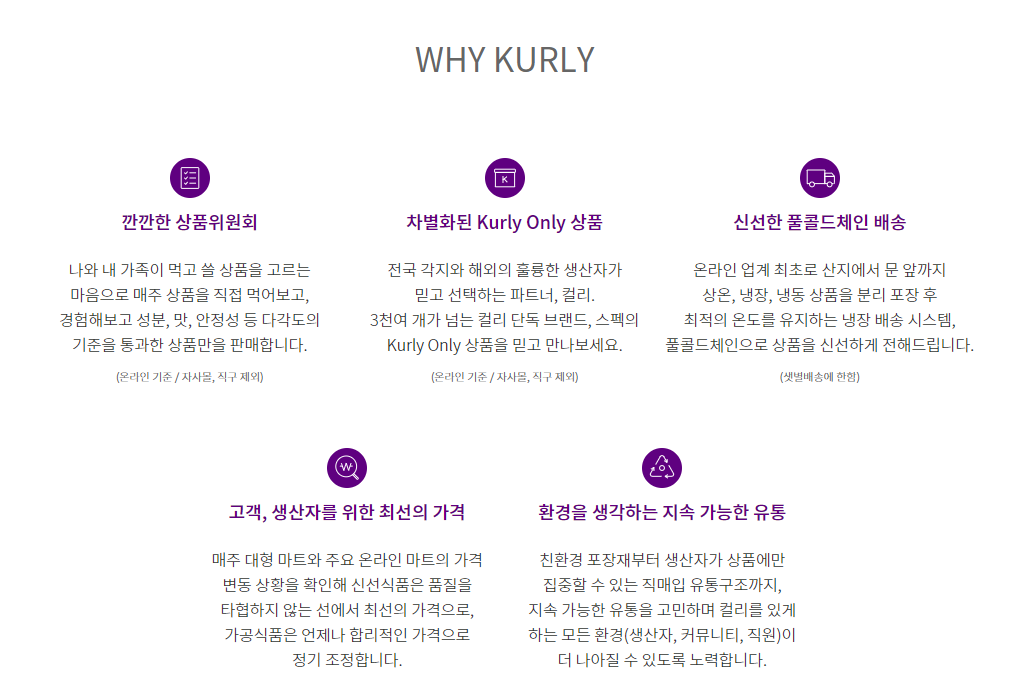 WHY KURLY
깐깐한 상품위원회
나와 내 가족이 먹고 쓸 상품을 고르는
마음으로 매주 상품을 직접 먹어보고,
경험해보고 성분, 맛, 안정성 등 다각도의
기준을 통과한 상품만을 판매합니다.
(온라인 기준 / 자사몰, 직구 제외)
차별화된 Kurly Only 상품
전국 각지와 해외의 훌륭한 생산자가
믿고 선택하는 파트너, 컬리.
3천여 개가 넘는 컬리 단독 브랜드, 스펙의
Kurly Only 상품을 믿고 만나보세요.
(온라인 기준 / 자사몰, 직구 제외)
신선한 풀콜드체인 배송
온라인 업계 최초로 산지에서 문 앞까지
상온, 냉장, 냉동 상품을 분리 포장 후
최적의 온도를 유지하는 냉장 배송 시스템,
풀콜드체인으로 상품을 신선하게 전해드립니다.
(샛별배송에 한함)
고객, 생산자를 위한 최선의 가격
매주 대형 마트와 주요 온라인 마트의 가격
변동 상황을 확인해 신선식품은 품질을
타협하지 않는 선에서 최선의 가격으로,
가공식품은 언제나 합리적인 가격으로
정기 조정합니다.
환경을 생각하는 지속 가능한 유통
친환경 포장재부터 생산자가 상품에만
집중할 수 있는 직매입 유통구조까지,
지속 가능한 유통을 고민하며 컬리를 있게
하는 모든 환경(생산자, 커뮤니티, 직원)이
더 나아질 수 있도록 노력합니다.